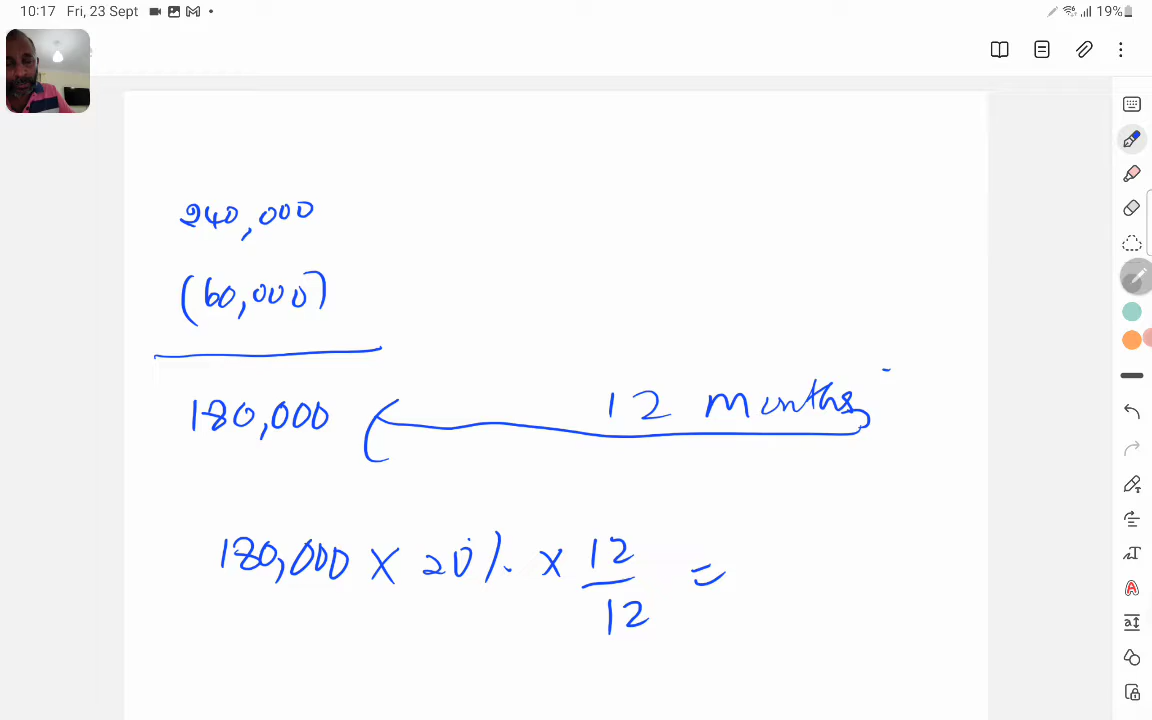 10:17 Fri, 23 Sept
19%
240,000
(60,000)
180,000
12 months
180,000 × 20% × 12/12 =